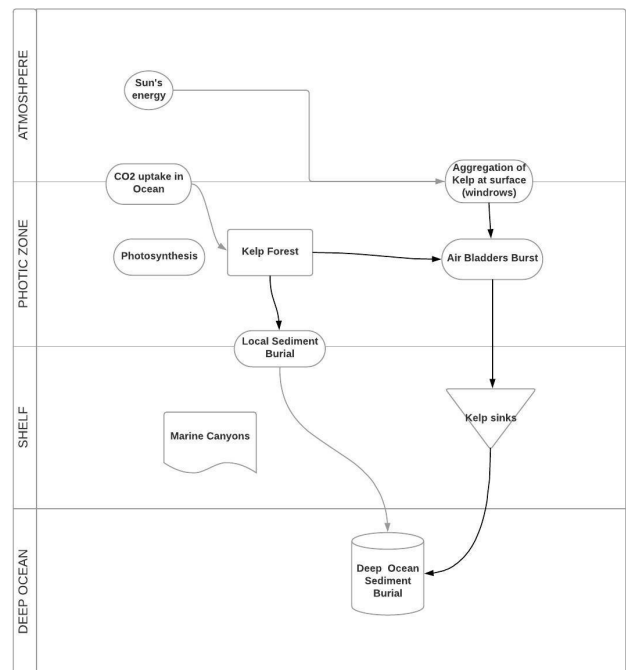 ATMOSHPERE
Sun's
energy
CO2 uptake in
Ocean
Aggregation of
Kelp at surface
(windrows)
PHOTIC ZONE
Photosynthesis
Kelp Forest
Air Bladders Burst
Local Sediment
Burial
SHELF
Marine Canyons
Kelp sinks
DEEP OCEAN
Deep Ocean
Sediment
Burial